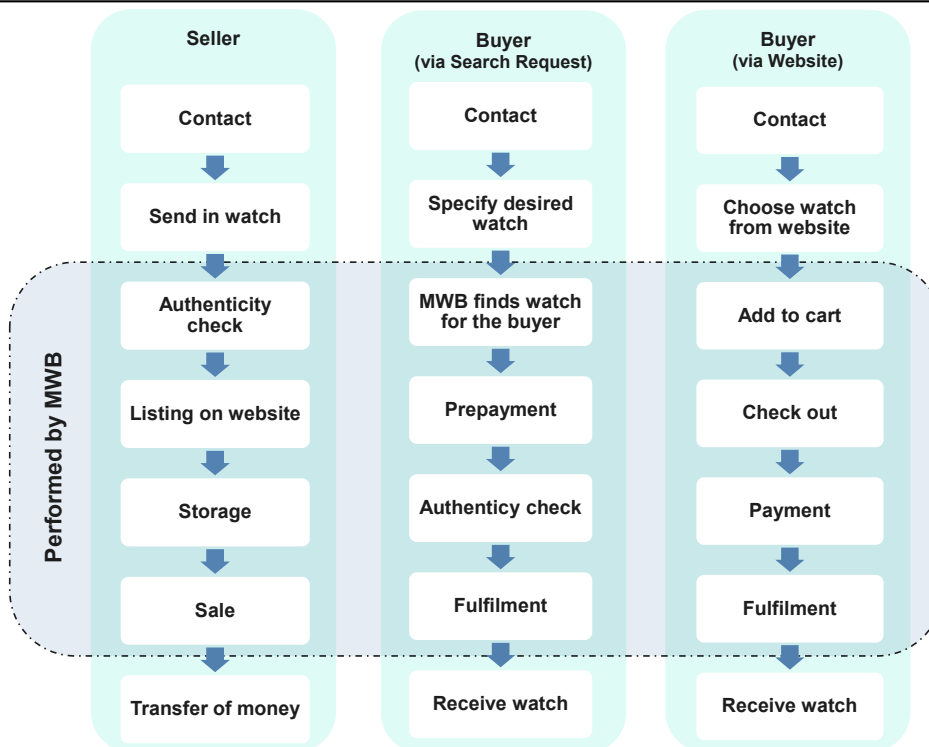 Seller
Contact
Send in watch
Authenticity
check
Listing on website
Storage
Sale
Transfer of money
Buyer
(via Search Request)
Contact
Specify desired
watch
MWB finds watch
for the buyer
Prepayment
Authenticy check
Fulfilment
Receive watch
Buyer
(via Website)
Contact
Choose watch
from website
Add to cart
Check out
Payment
Fulfilment
Receive watch
Performed by MWB